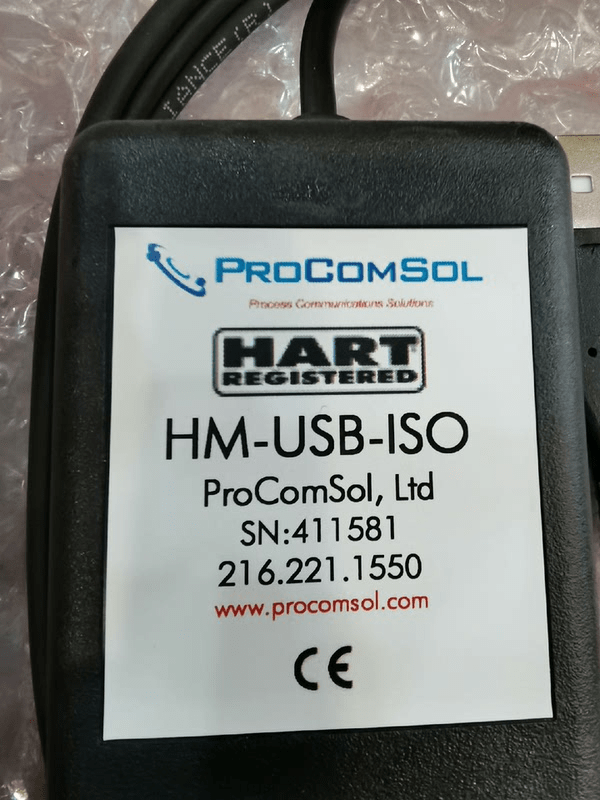 IANCE(R)
PROCOMSOL
Process Communications Solutions
HART
REGISTERED
HM-USB-ISO
ProComSol, Ltd
SN:411581
216.221.1550
www.procomsol.com
CE